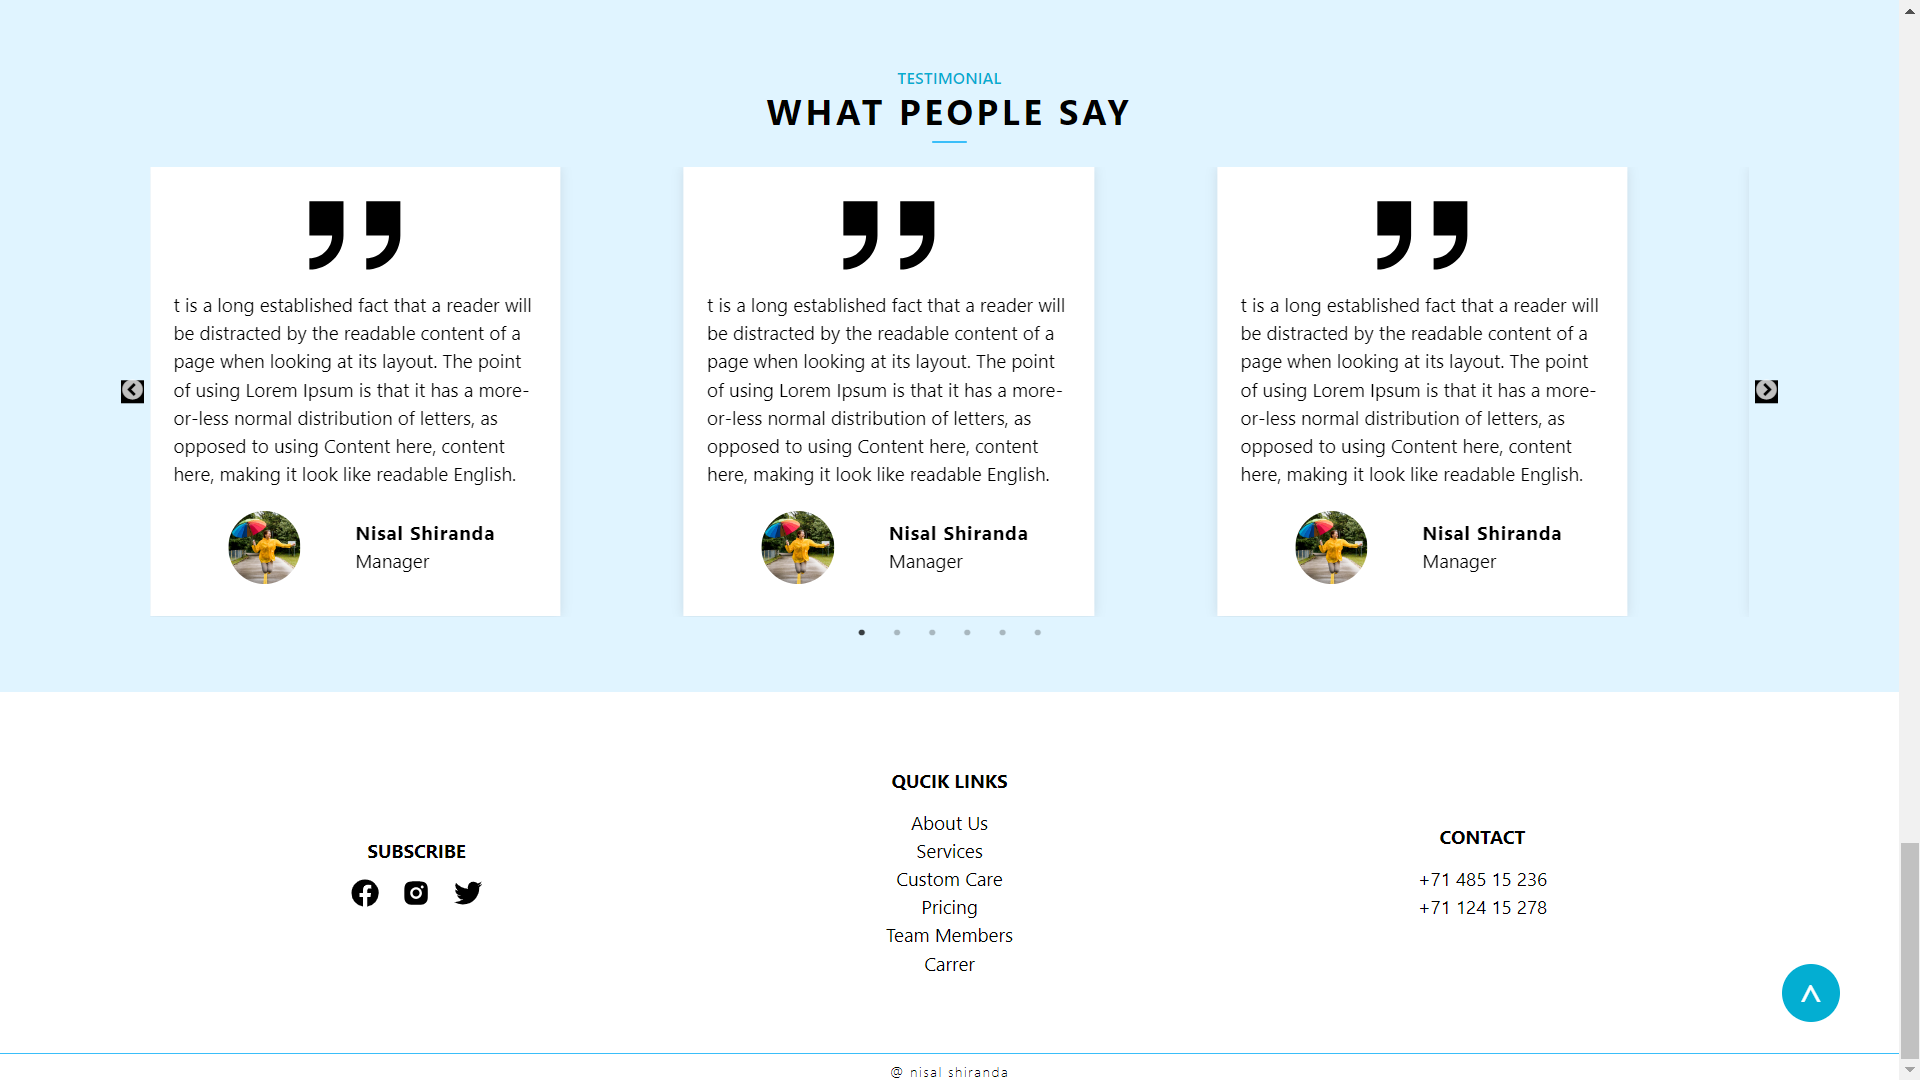 TESTIMONIAL
WHAT PEOPLE SAY
t is a long established fact that a reader will
be distracted by the readable content of a
page when looking at its layout. The point
of using Lorem Ipsum is that it has a more-
or-less normal distribution of letters, as
opposed to using Content here, content
here, making it look like readable English.
Nisal Shiranda
Manager
t is a long established fact that a reader will
be distracted by the readable content of a
page when looking at its layout. The point
of using Lorem Ipsum is that it has a more-
or-less normal distribution of letters, as
opposed to using Content here, content
here, making it look like readable English.
Nisal Shiranda
Manager
t is a long established fact that a reader will
be distracted by the readable content of a
page when looking at its layout. The point
of using Lorem Ipsum is that it has a more-
or-less normal distribution of letters, as
opposed to using Content here, content
here, making it look like readable English.
Nisal Shiranda
Manager
SUBSCRIBE
QUCIK LINKS
About Us
Services
Custom Care
Pricing
Team Members
Carrer
CONTACT
+71 485 15 236
+71 124 15 278
@ nisal shiranda